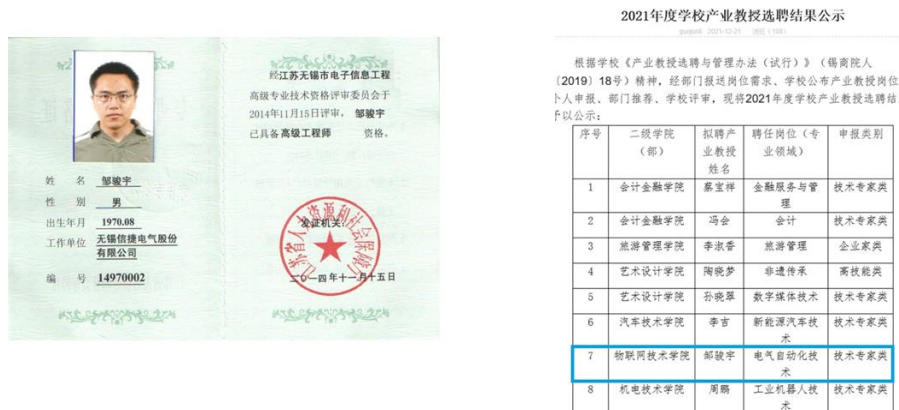 经江苏无锡市电子信息工程
高级专业技术资格评审委员会于
2014年11月15日评审，邹骏宇
已具备 高级工程师 资格。
姓 名 邹骏宇
性 别 男
出生年月 1970.08
工作单位 无锡信捷电气股份
有限公司
编 号 14970002
发证机关：
江苏省人力资源和社会保障厅
二〇一四年十一月十五日
2021年度学校产业教授选聘结果公示
2021-12-21
根据学校《产业教授选聘与管理办法（试行）》（锡商院人
〔2019〕18号）精神，经部门报送岗位需求、学校公布产业教授岗位
个人申报、部门推荐、学校评审，现将2021年度学校产业教授选聘结
予以公示：
序号 二级学院（部） 拟聘产业教授姓名 聘任岗位（专业领域） 申报类别
1 会计金融学院 蔡宝祥 金融服务与管理 技术专家类
2 会计金融学院 冯会 会计 技术专家类
3 旅游管理学院 李淑香 旅游管理 企业家类
4 艺术设计学院 陶晓梦 非遗传承 高技能类
5 艺术设计学院 孙晓翠 数字媒体技术 技术专家类
6 汽车技术学院 李吉 新能源汽车技术 技术专家类
7 物联网技术学院 邹骏宇 电气自动化技术 技术专家类
8 机电技术学院 周鹏 工业机器人技术 技术专家类